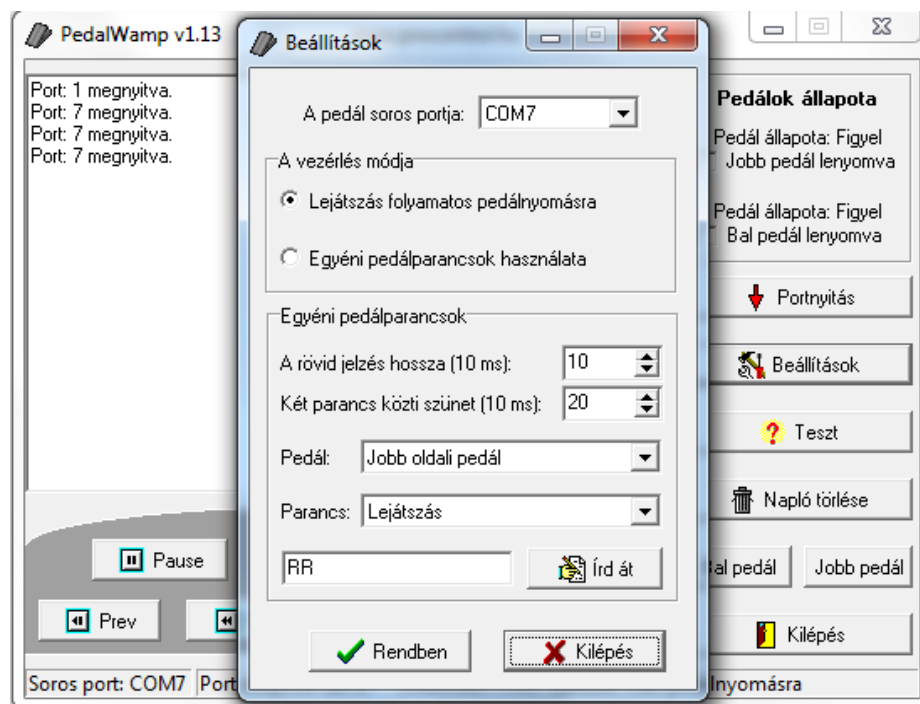 PedalWamp v1.13
Port: 1 megnyitva.
Port: 7 megnyitva.
Port: 7 megnyitva.
Port: 7 megnyitva.
Pause
Prev
Soros port: COM7
Beállítások
A pedál soros portja: COM7
A vezérlés módja
Lejátszás folyamatos pedálnyomásra
Egyéni pedálparancsok használata
Egyéni pedálparancsok
A rövid jelzés hossza (10 ms): 10
Két parancs közti szünet (10 ms): 20
Pedál: Jobb oldali pedál
Parancs: Lejátszás
RR
Írd át
Rendben
Kilépés
Pedálok állapota
Pedál állapota: Figyel
Jobb pedál lenyomva
Pedál állapota: Figyel
Bal pedál lenyomva
Portnyitás
Beállítások
Teszt
Napló törlése
pedál
Jobb pedál
Kilépés